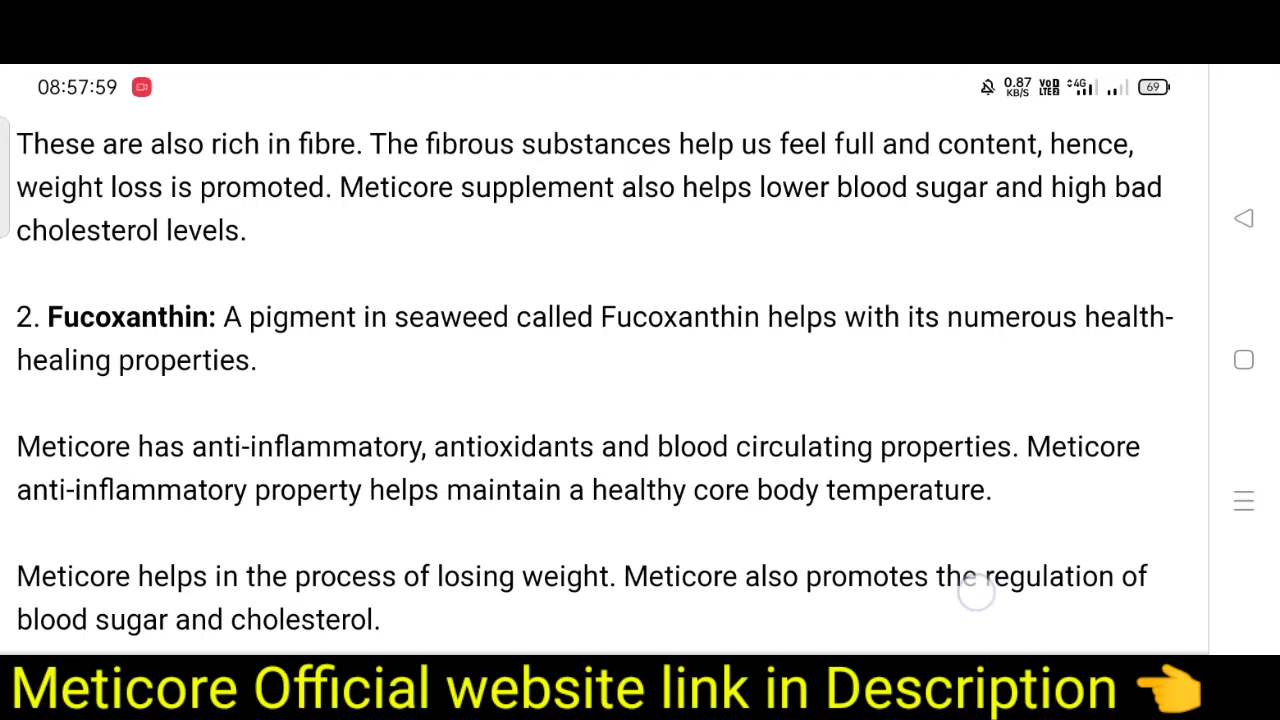 08:57:59
0.87 KB/S VoD LTE2 4G 69
These are also rich in fibre. The fibrous substances help us feel full and content, hence,
weight loss is promoted. Meticore supplement also helps lower blood sugar and high bad
cholesterol levels.
2. Fucoxanthin: A pigment in seaweed called Fucoxanthin helps with its numerous health-
healing properties.
Meticore has anti-inflammatory, antioxidants and blood circulating properties. Meticore
anti-inflammatory property helps maintain a healthy core body temperature.
Meticore helps in the process of losing weight. Meticore also promotes the regulation of
blood sugar and cholesterol.
Meticore Official website link in Description 👈